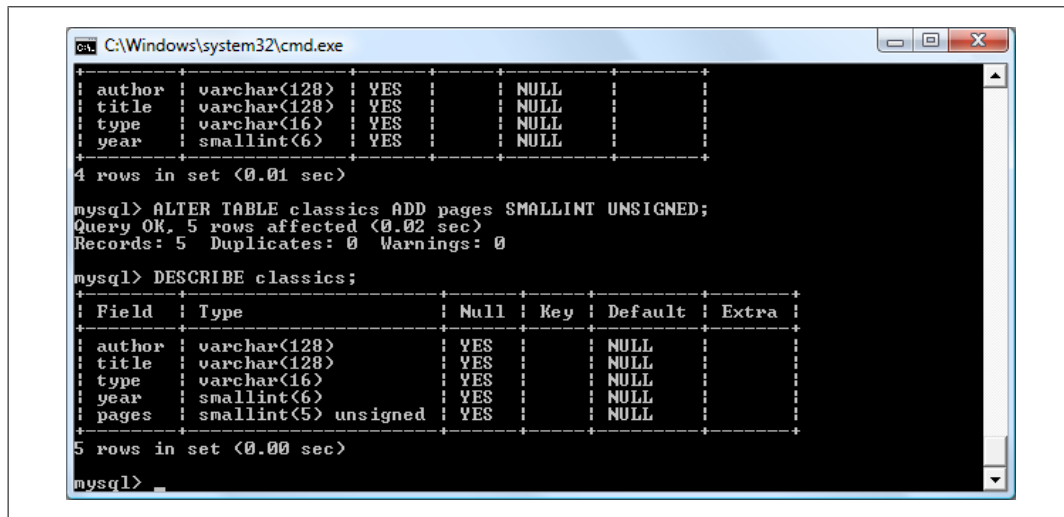 C:\Windows\system32\cmd.exe
+---------+--------------+------+-----+---------+-------+
| author | varchar(128) | YES | | NULL | |
| title | varchar(128) | YES | | NULL | |
| type | varchar(16) | YES | | NULL | |
| year | smallint(6) | YES | | NULL | |
+---------+--------------+------+-----+---------+-------+
4 rows in set (0.01 sec)
mysql> ALTER TABLE classics ADD pages SMALLINT UNSIGNED;
Query OK, 5 rows affected (0.02 sec)
Records: 5 Duplicates: 0 Warnings: 0
mysql> DESCRIBE classics;
+---------+----------------------+------+-----+---------+-------+
| Field | Type | Null | Key | Default | Extra |
+---------+----------------------+------+-----+---------+-------+
| author | varchar(128) | YES | | NULL | |
| title | varchar(128) | YES | | NULL | |
| type | varchar(16) | YES | | NULL | |
| year | smallint(6) | YES | | NULL | |
| pages | smallint(5) unsigned | YES | | NULL | |
+---------+----------------------+------+-----+---------+-------+
5 rows in set (0.00 sec)
mysql> _